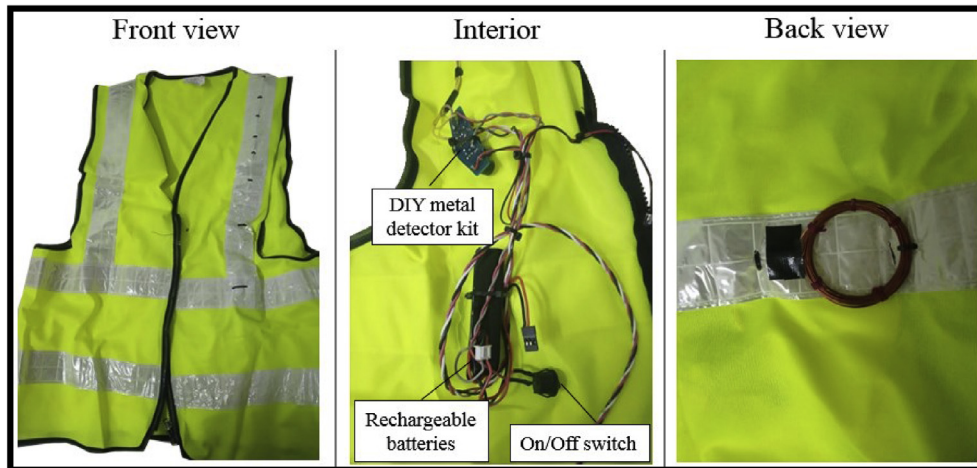 Front view
Interior
Back view
DIY metal
detector kit
Rechargeable
batteries
On/Off switch